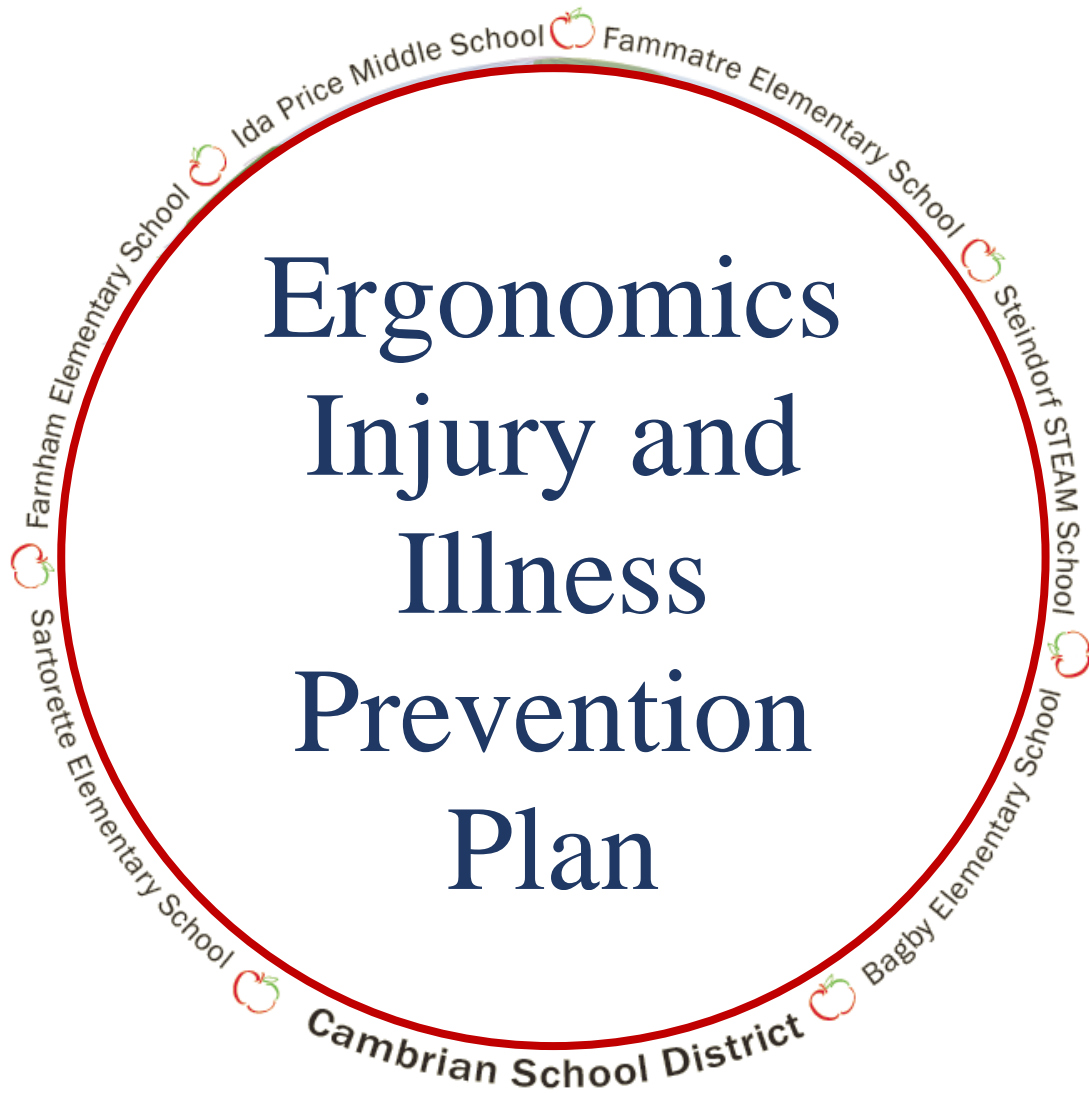 Ida Price Middle School
Fammatre Elementary School
Steindorf STEAM School
Bagby Elementary School
Cambrian School District
Sartorette Elementary School
Farnham Elementary School
Ergonomics
Injury and
Illness
Prevention
Plan